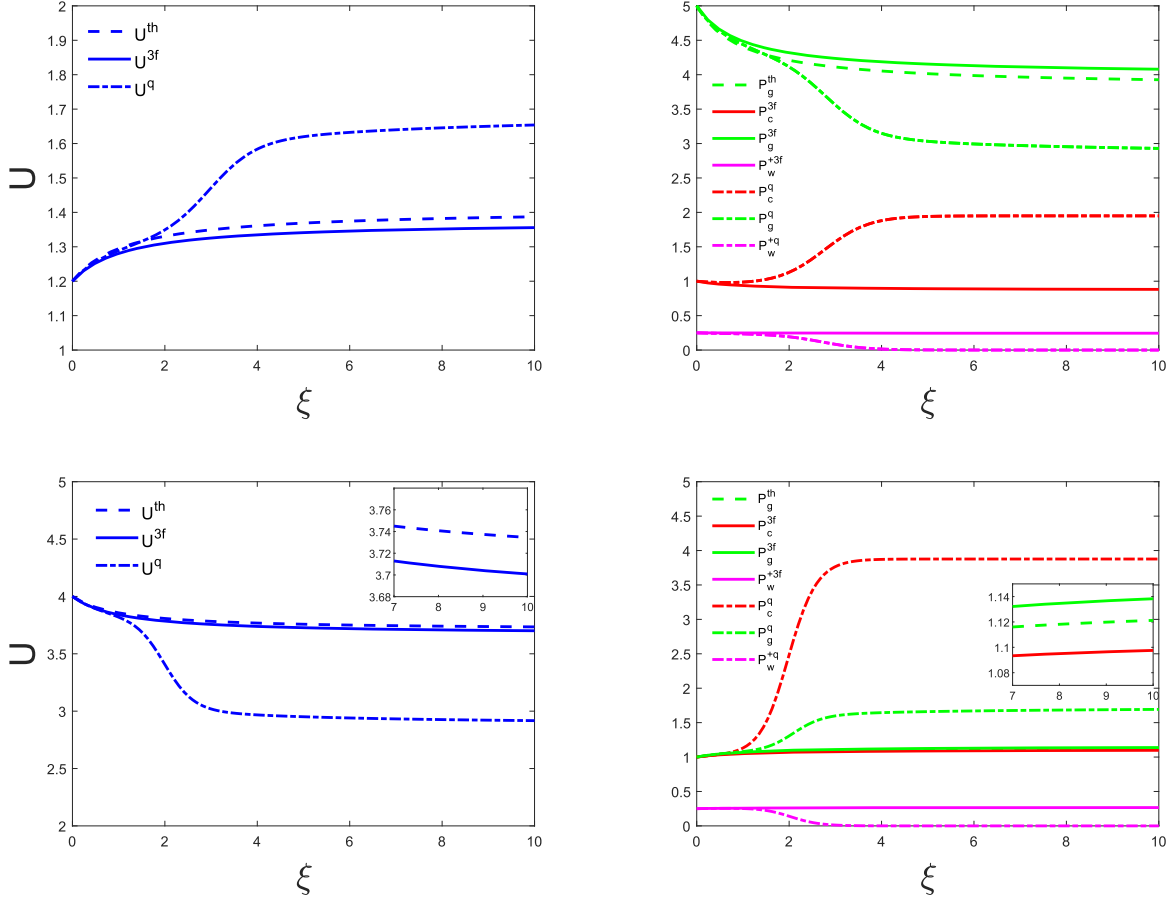 U
2
1.9
1.8
1.7
1.6
1.5
1.4
1.3
1.2
1.1
1
0 2 4 6 8 10
ξ
U^th
U^3f
U^q
5
4.5
4
3.5
3
2.5
2
1.5
1
0.5
0
0 2 4 6 8 10
ξ
P_g^th
P_c^3f
P_g^3f
P_w^+3f
P_c^q
P_g^q
P_w^+q
U
5
4.5
4
3.5
3
2.5
2
0 2 4 6 8 10
ξ
U^th
U^3f
U^q
3.76
3.74
3.72
3.7
3.68
7 8 9 10
5
4.5
4
3.5
3
2.5
2
1.5
1
0.5
0
0 2 4 6 8 10
ξ
P_g^th
P_c^3f
P_g^3f
P_w^+3f
P_c^q
P_g^q
P_w^+q
1.14
1.12
1.1
1.08
7 8 9 10